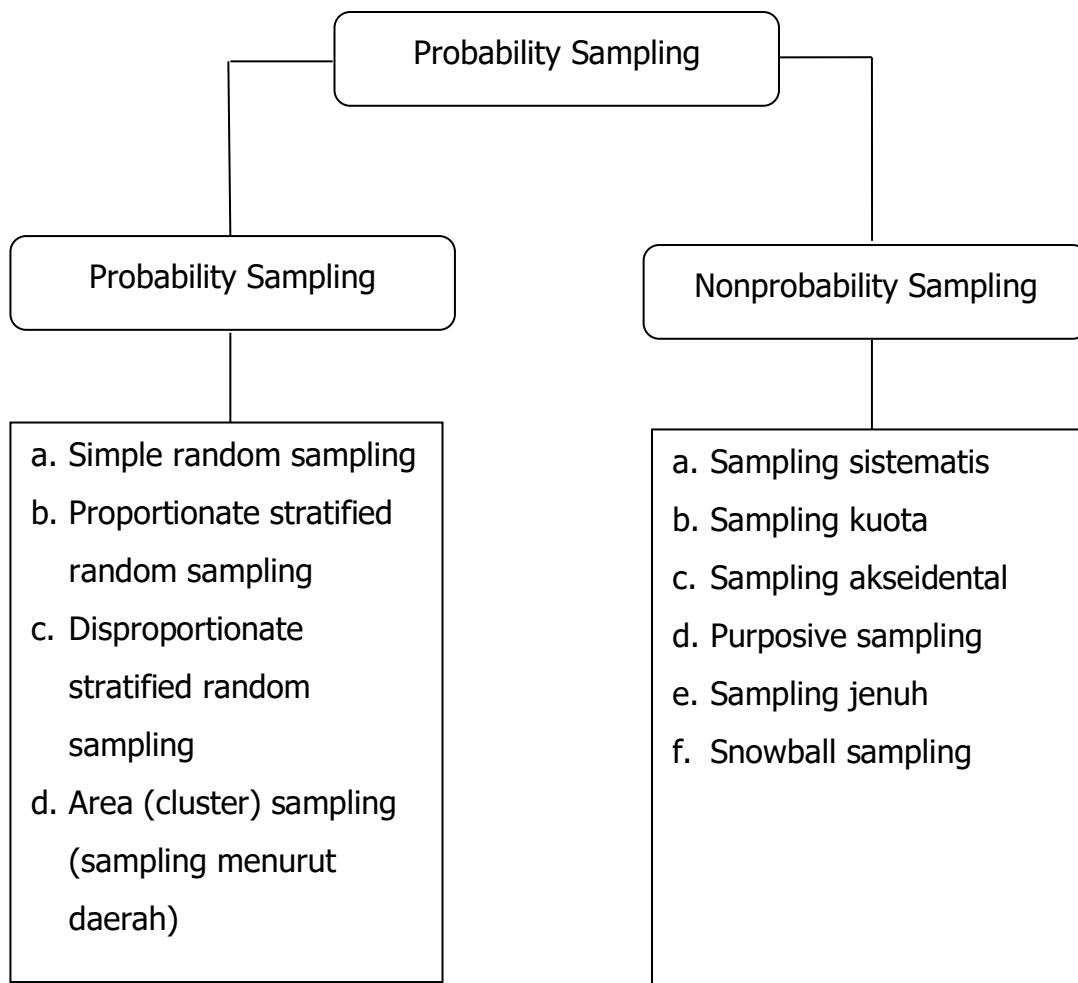 Probability Sampling
Probability Sampling
Nonprobability Sampling
a. Simple random sampling
b. Proportionate stratified
random sampling
c. Disproportionate
stratified random
sampling
d. Area (cluster) sampling
(sampling menurut
daerah)
a. Sampling sistematis
b. Sampling kuota
c. Sampling akseidental
d. Purposive sampling
e. Sampling jenuh
f. Snowball sampling